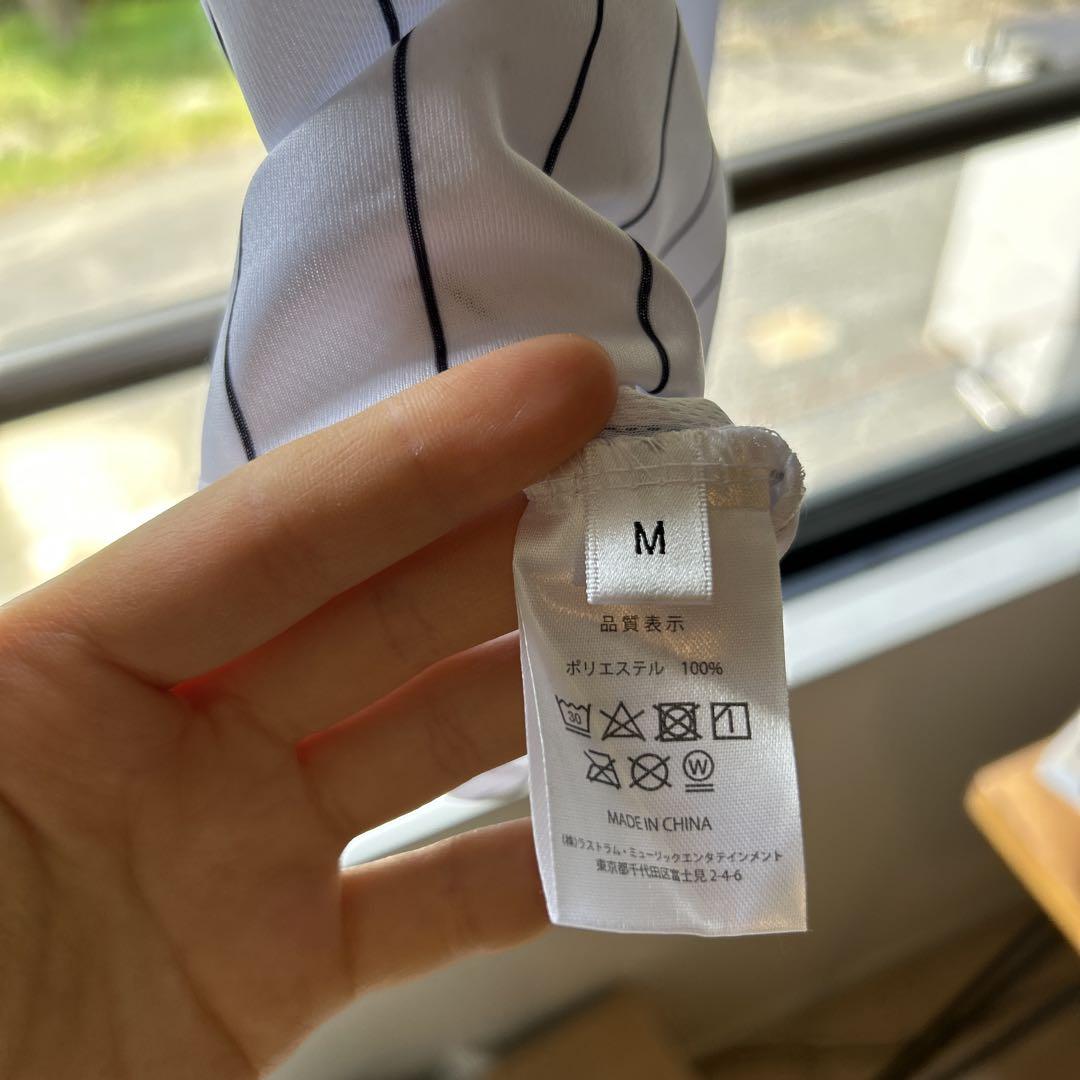 M
品質表示
ポリエステル 100%
30
W
MADE IN CHINA
(株)ラストラム・ミュージックエンタテインメント
東京都千代田区富士見 2-4-6